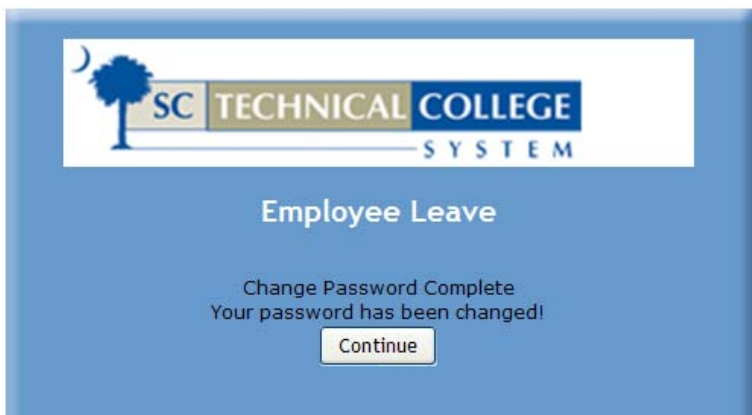 SC TECHNICAL COLLEGE
SYSTEM
Employee Leave
Change Password Complete
Your password has been changed!
Continue